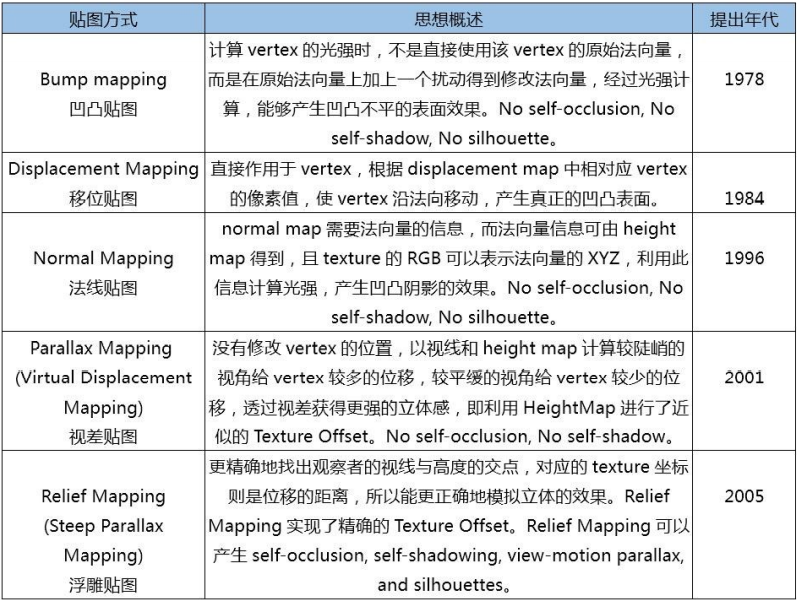 贴图方式
思想概述
提出年代
Bump mapping
凹凸贴图
计算 vertex 的光强时，不是直接使用该 vertex 的原始法向量，
而是在原始法向量上加上一个扰动得到修改法向量，经过光强计
算，能够产生凹凸不平的表面效果。No self-occlusion, No
self-shadow, No silhouette。
1978
Displacement Mapping
移位贴图
直接作用于 vertex，根据 displacement map 中相对应 vertex
的像素值，使 vertex 沿法向移动，产生真正的凹凸表面。
1984
Normal Mapping
法线贴图
normal map 需要法向量的信息，而法向量信息可由 height
map 得到，且 texture 的 RGB 可以表示法向量的 XYZ，利用此
信息计算光强，产生凹凸阴影的效果。No self-occlusion, No
self-shadow, No silhouette。
1996
Parallax Mapping
(Virtual Displacement
Mapping)
视差贴图
没有修改 vertex 的位置，以视线和 height map 计算较陡峭的
视角给 vertex 较多的位移，较平缓的视角给 vertex 较少的位
移，透过视差获得更强的立体感，即利用 HeightMap 进行了近
似的 Texture Offset。No self-occlusion, No self-shadow。
2001
Relief Mapping
(Steep Parallax
Mapping)
浮雕贴图
更精确地找出观察者的视线与高度的交点，对应的 texture 坐标
则是位移的距离，所以能更正确地模拟立体的效果。Relief
Mapping 实现了精确的 Texture Offset。Relief Mapping 可以
产生 self-occlusion, self-shadowing, view-motion parallax,
and silhouettes。
2005